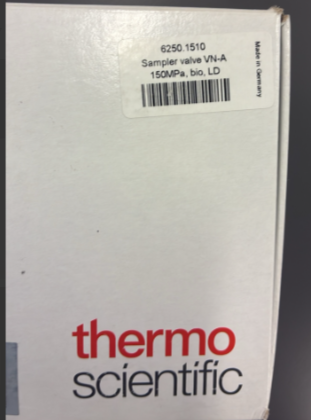 6250.1510
Sampler valve VN-A
150MPa, bio, LD
Made in Germany
thermo
scientific